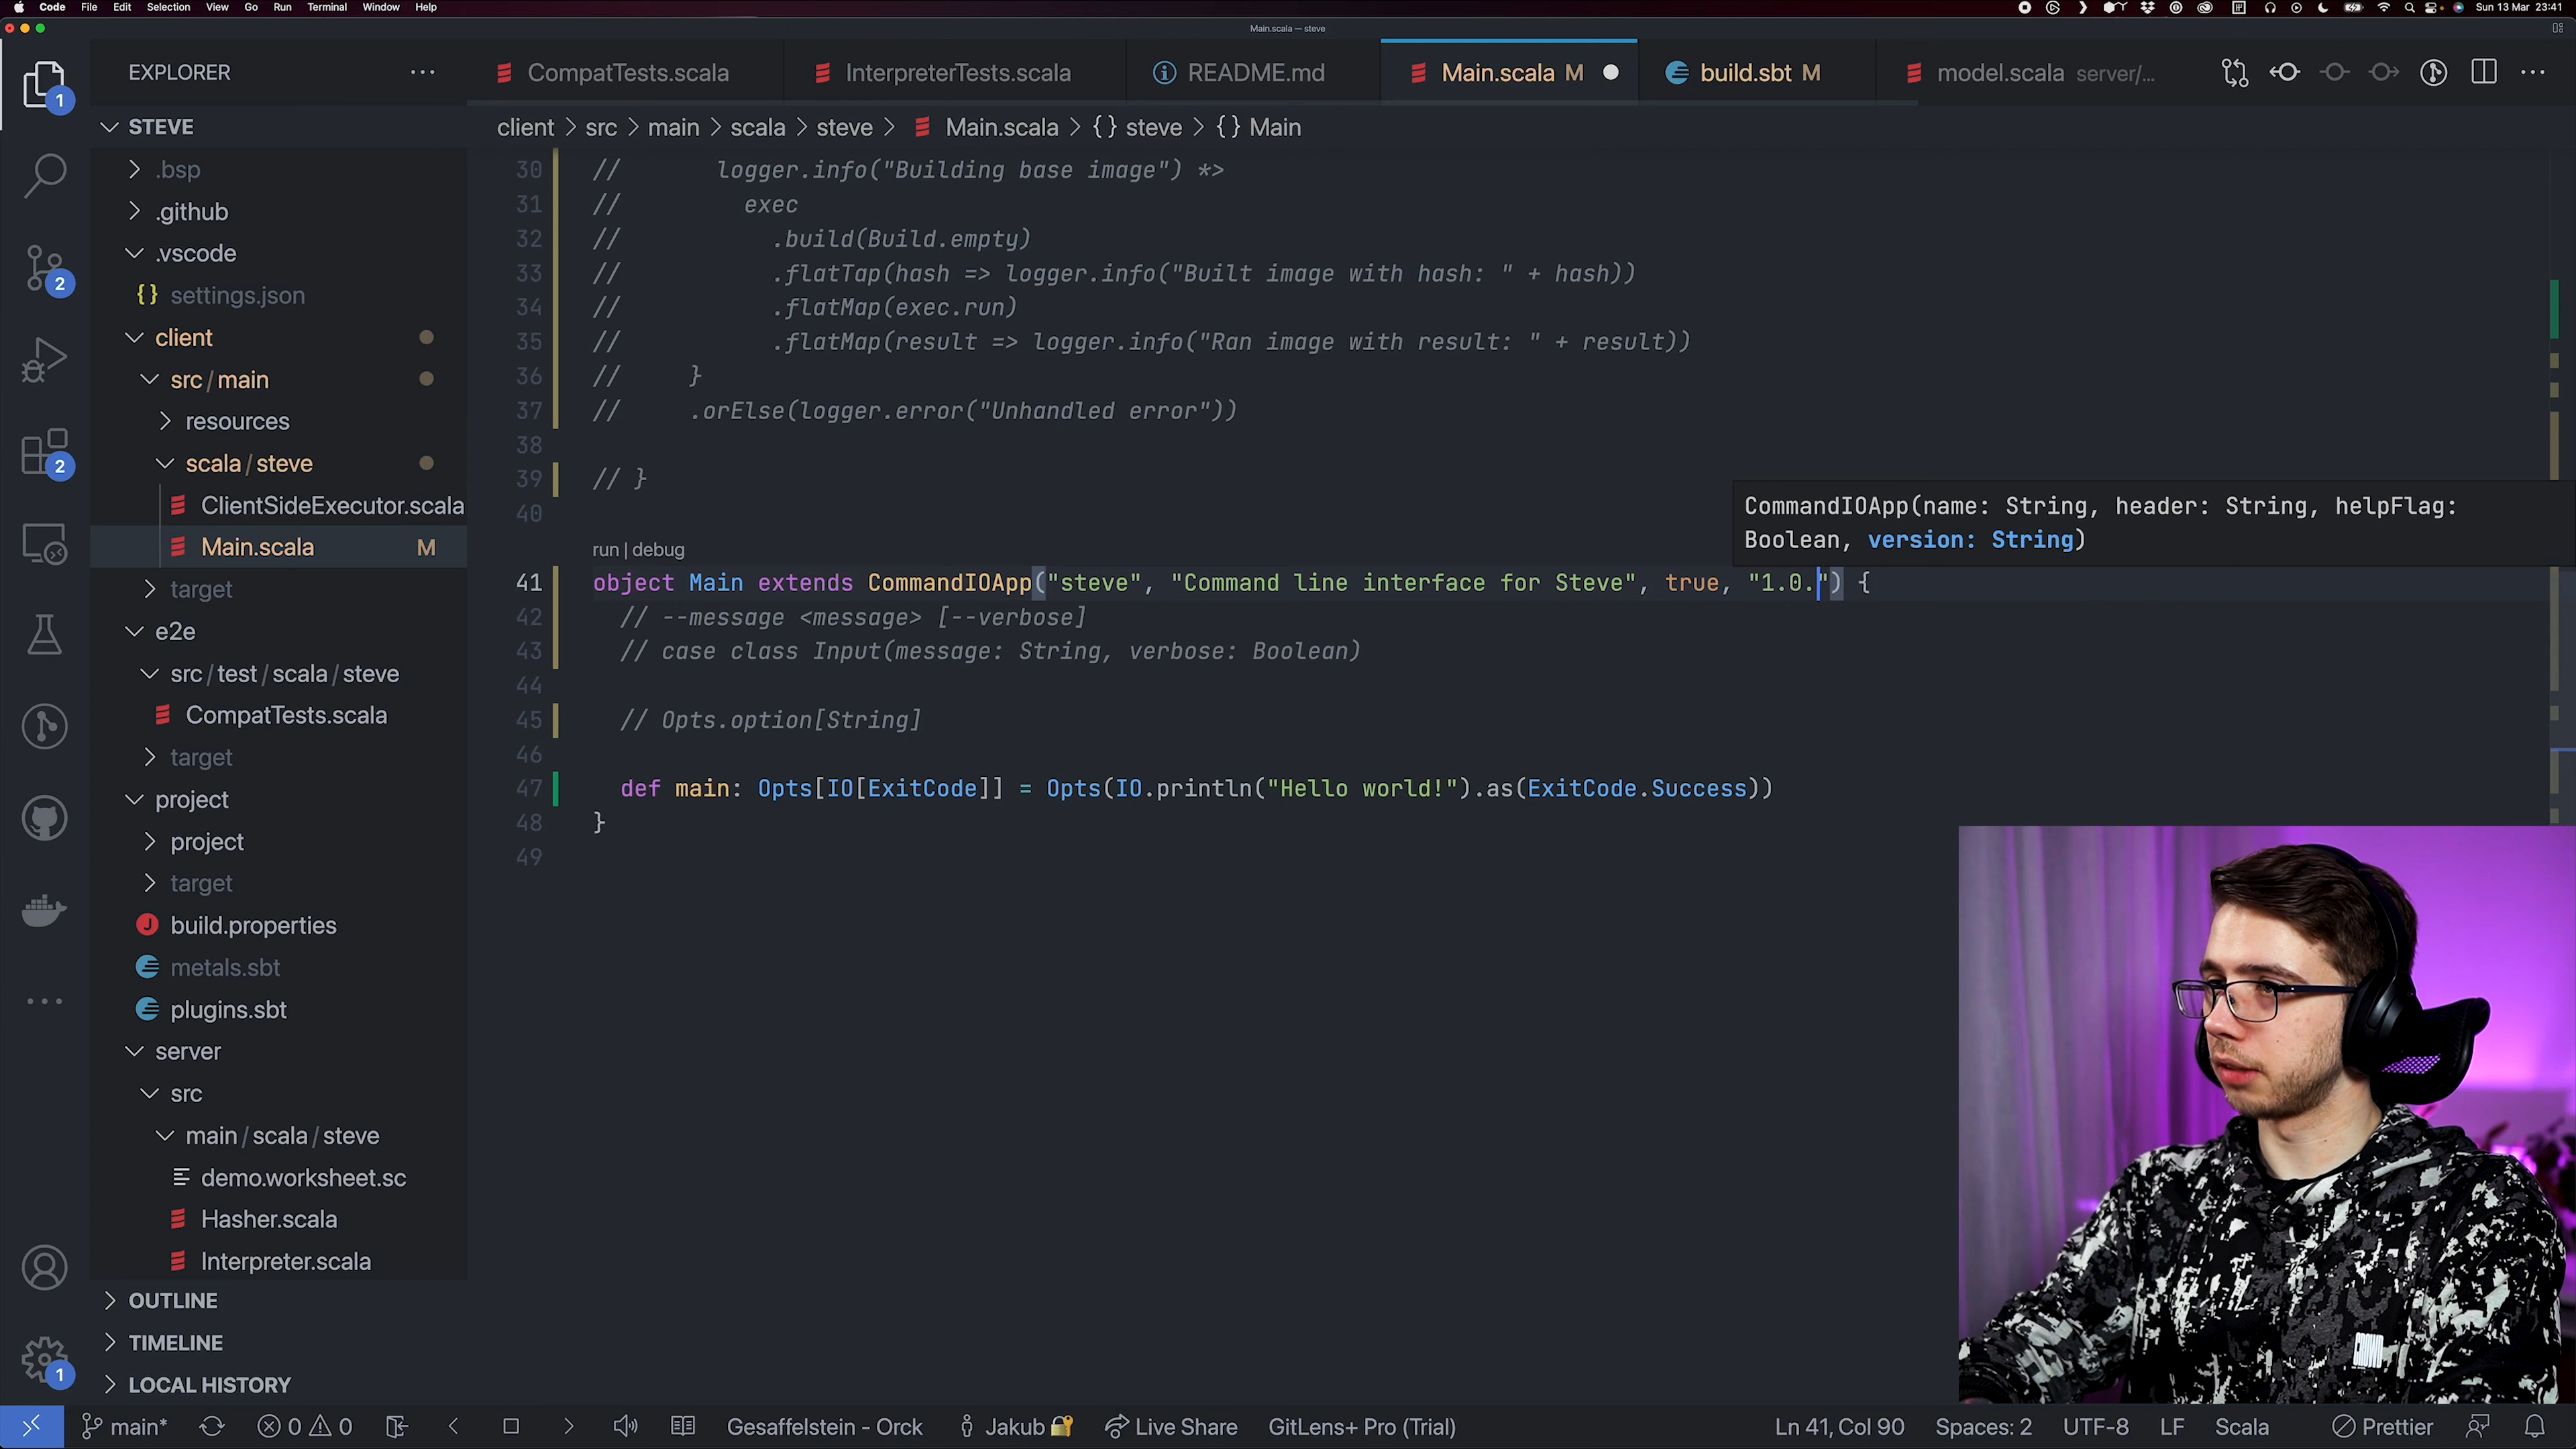 Code File Edit Selection View Go Run Terminal Window Help
Sun 13 Mar 23:41
Main.scala — steve
EXPLORER
CompatTests.scala
InterpreterTests.scala
README.md
Main.scala M
build.sbt M
model.scala server/...
STEVE
client > src > main > scala > steve > Main.scala > {} steve > {} Main
.bsp
.github
.vscode
{} settings.json
client
src/main
resources
scala/steve
ClientSideExecutor.scala
Main.scala M
target
e2e
src/test/scala/steve
CompatTests.scala
target
project
project
target
build.properties
metals.sbt
plugins.sbt
server
src
main/scala/steve
demo.worksheet.sc
Hasher.scala
Interpreter.scala
OUTLINE
TIMELINE
LOCAL HISTORY
1
2
2
1
30 // logger.info("Building base image") *>
31 // exec
32 // .build(Build.empty)
33 // .flatTap(hash => logger.info("Built image with hash: " + hash))
34 // .flatMap(exec.run)
35 // .flatMap(result => logger.info("Ran image with result: " + result))
36 // }
37 // .orElse(logger.error("Unhandled error"))
38
39 // }
40
CommandIOApp(name: String, header: String, helpFlag:
Boolean, version: String)
run | debug
41 object Main extends CommandIOApp("steve", "Command line interface for Steve", true, "1.0.") {
42 // --message <message> [--verbose]
43 // case class Input(message: String, verbose: Boolean)
44
45 // Opts.option[String]
46
47 def main: Opts[IO[ExitCode]] = Opts(IO.println("Hello world!").as(ExitCode.Success))
48 }
49
main* 0 0 Gesaffelstein - Orck Jakub Live Share GitLens+ Pro (Trial) Ln 41, Col 90 Spaces: 2 UTF-8 LF Scala Prettier